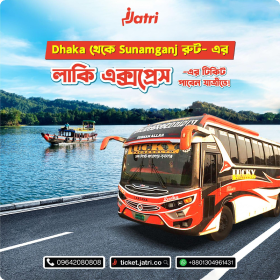 Jatri
Dhaka থেকে Sunamganj রুট- এর
লাকি এক্সপ্রেস
-এর টিকিট
পাবেন যাত্রীতে!
LUCKY
09642080808
ticket.jatri.co
+8801304961431